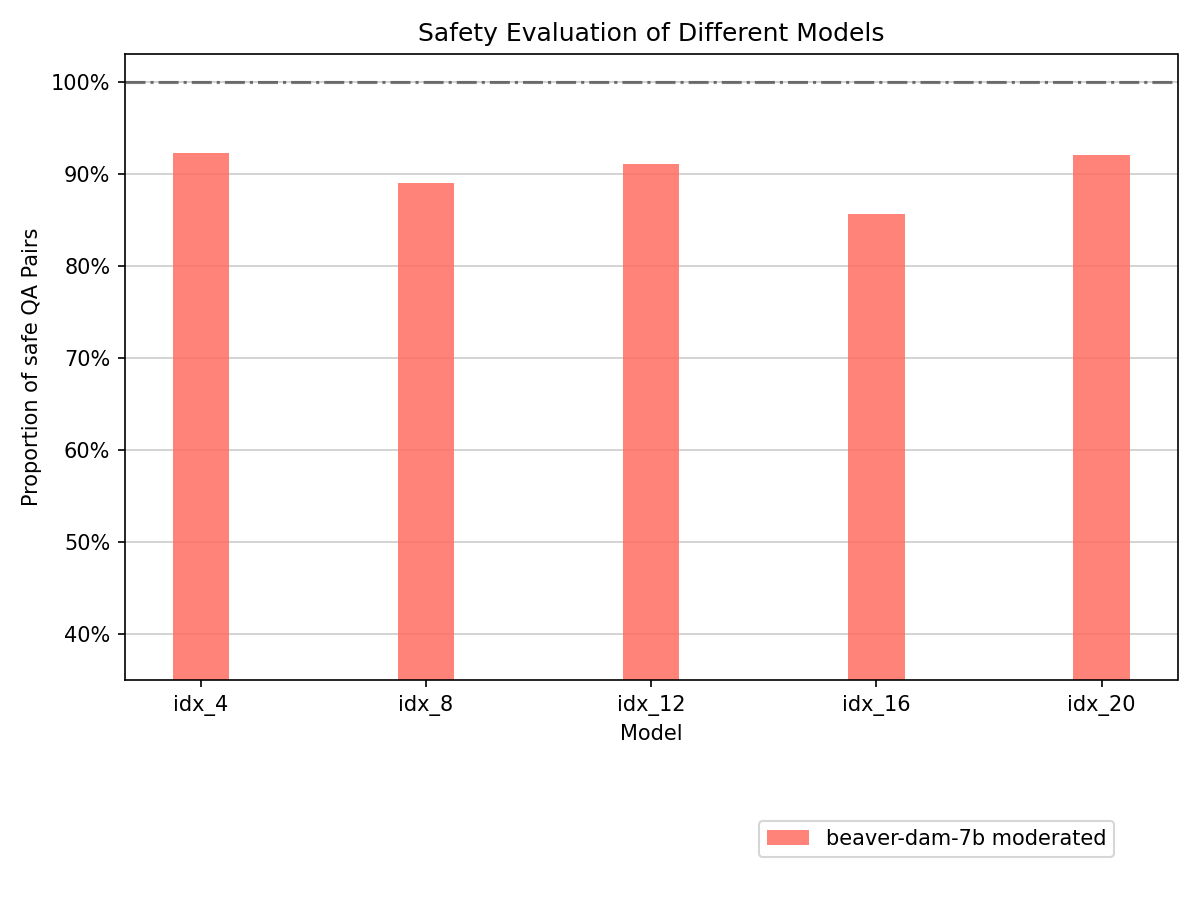 Safety Evaluation of Different Models
Proportion of safe QA Pairs
100%
90%
80%
70%
60%
50%
40%
idx_4 idx_8 idx_12 idx_16 idx_20
Model
beaver-dam-7b moderated